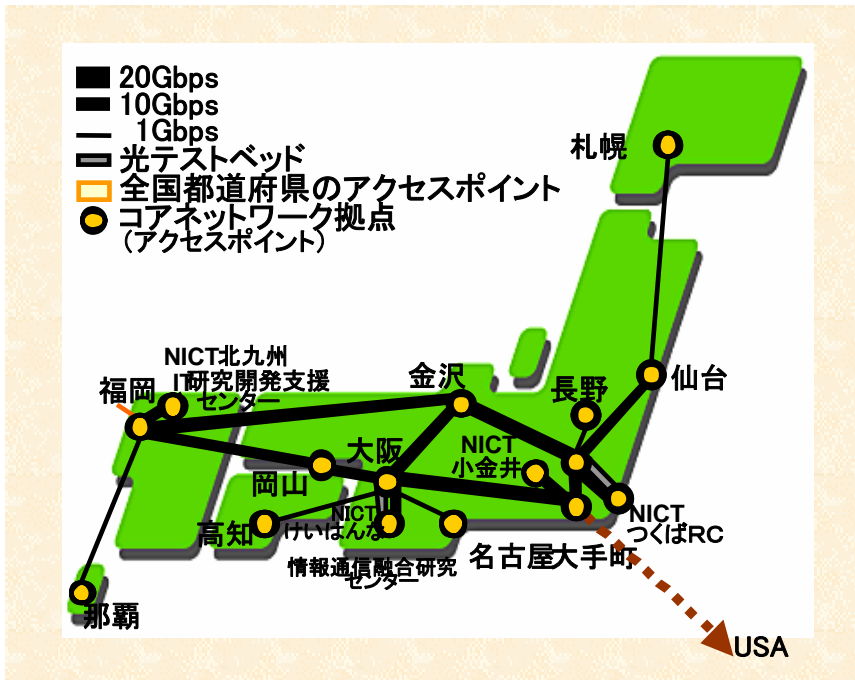 20Gbps
10Gbps
1Gbps
光テストベッド
全国都道府県のアクセスポイント
コアネットワーク拠点
（アクセスポイント）
札幌
仙台
長野
金沢
NICT北九州
IT研究開発支援
センター
福岡
NICT
小金井
大阪
岡山
高知
NICT
けいはんな
情報通信融合研究
センター
名古屋
大手町
NICT
つくばRC
那覇
USA